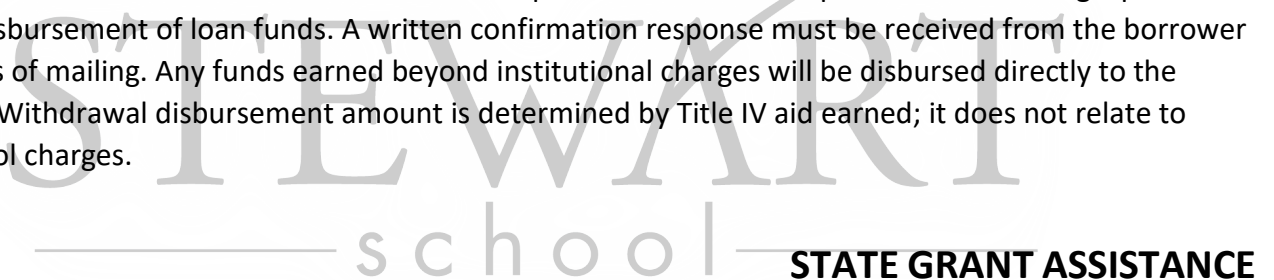 sbursement of loan funds. A written confirmation response must be received from the borrower
s of mailing. Any funds earned beyond institutional charges will be disbursed directly to the
Withdrawal disbursement amount is determined by Title IV aid earned; it does not relate to
ol charges.
STEWART
school
STATE GRANT ASSISTANCE